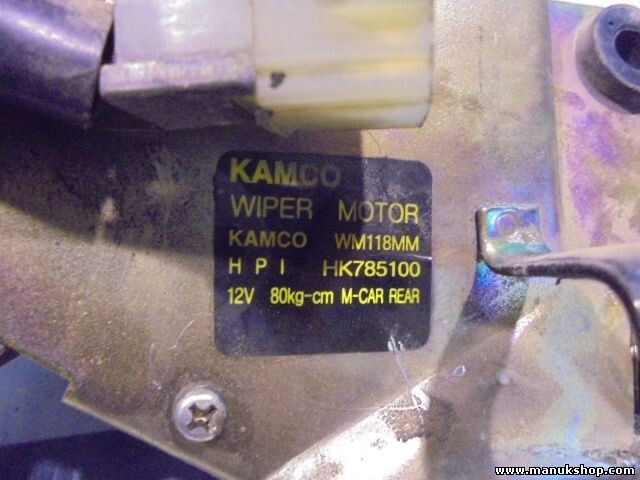 KAMCO
WIPER MOTOR
KAMCO WM118MM
H P I HK785100
12V 80kg-cm M-CAR REAR
www.manukshop.com